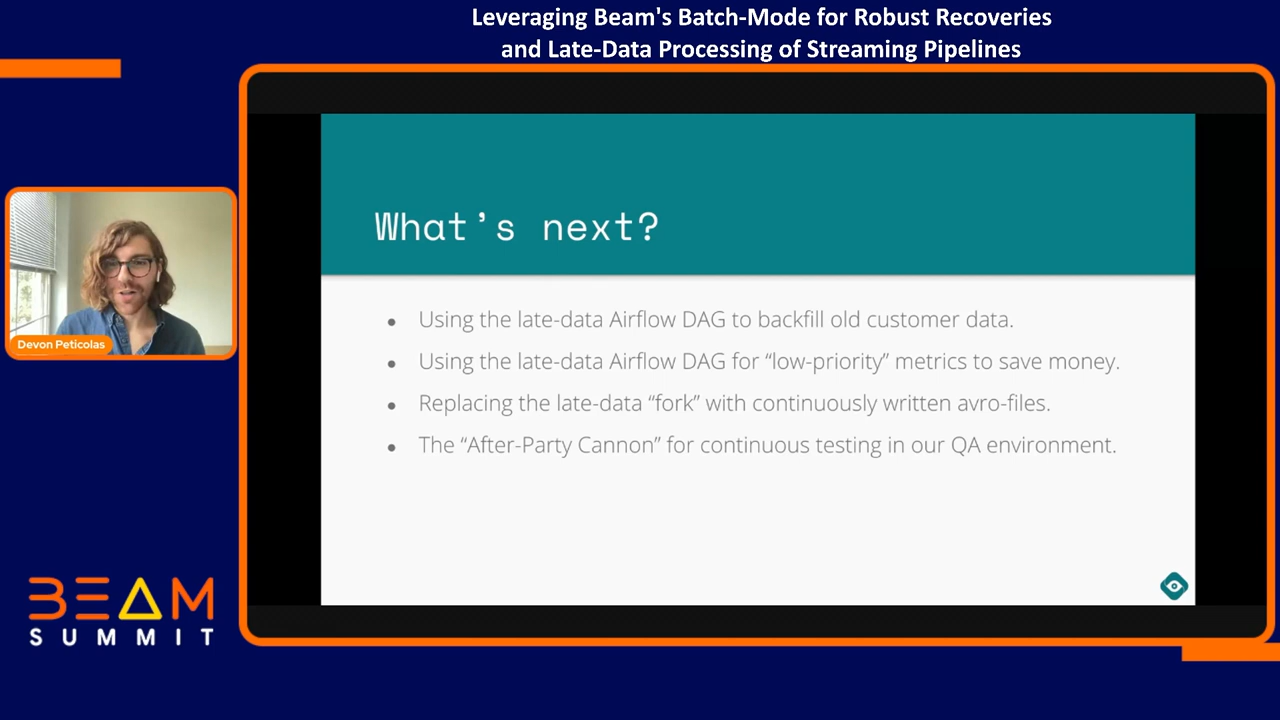 Leveraging Beam's Batch-Mode for Robust Recoveries
and Late-Data Processing of Streaming Pipelines
What's next?
Using the late-data Airflow DAG to backfill old customer data.
Using the late-data Airflow DAG for “low-priority” metrics to save money.
Replacing the late-data “fork” with continuously written avro-files.
The “After-Party Cannon” for continuous testing in our QA environment.
Devon Peticolas
BEAM
SUMMIT